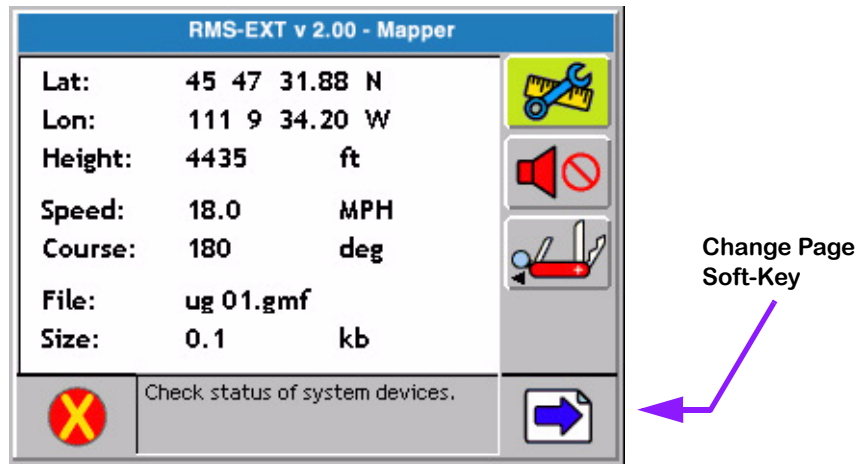 RMS-EXT v 2.00 - Mapper
Lat: 45 47 31.88 N
Lon: 111 9 34.20 W
Height: 4435 ft
Speed: 18.0 MPH
Course: 180 deg
File: ug 01.gmf
Size: 0.1 kb
Check status of system devices.
Change Page
Soft-Key